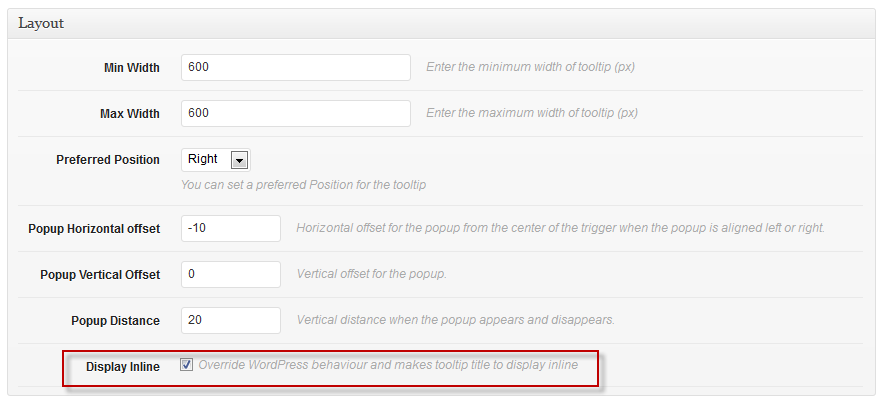 Layout
Min Width 600 Enter the minimum width of tooltip (px)
Max Width 600 Enter the maximum width of tooltip (px)
Preferred Position Right
You can set a preferred Position for the tooltip
Popup Horizontal offset -10 Horizontal offset for the popup from the center of the trigger when the popup is aligned left or right.
Popup Vertical Offset 0 Vertical offset for the popup.
Popup Distance 20 Vertical distance when the popup appears and disappears.
Display Inline Override WordPress behaviour and makes tooltip title to display inline